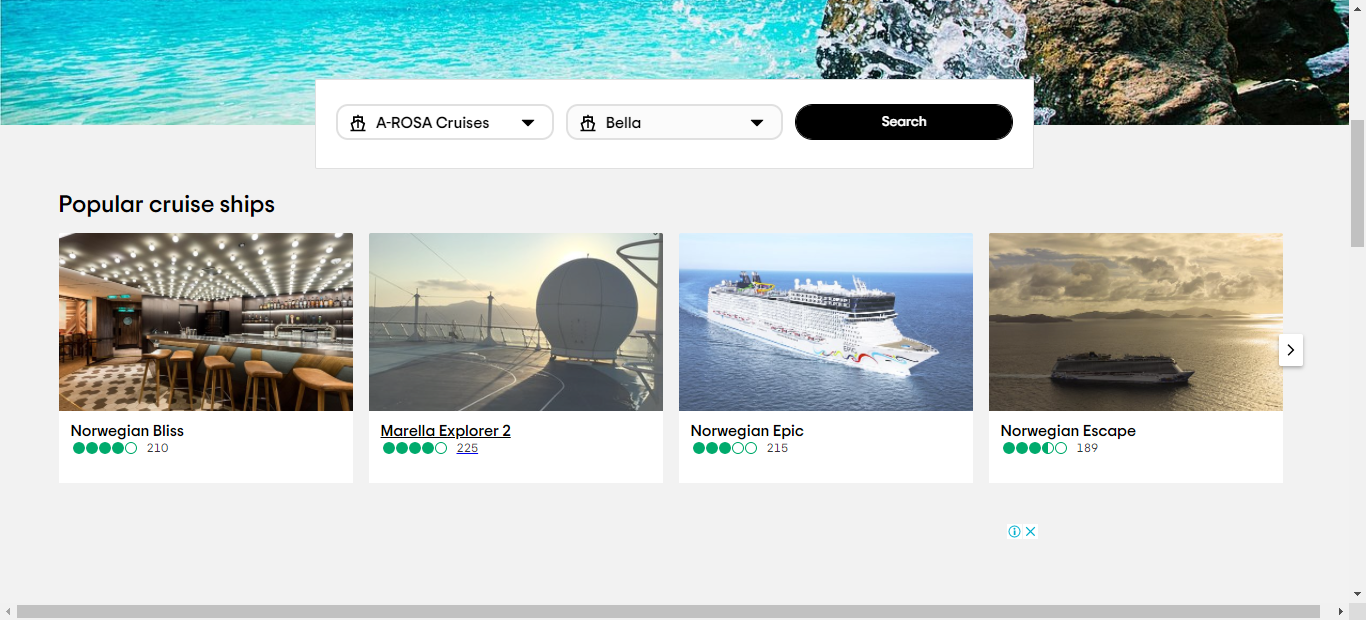 A-ROSA Cruises
Bella
Search
Popular cruise ships
Norwegian Bliss
210
Marella Explorer 2
225
Norwegian Epic
215
Norwegian Escape
189